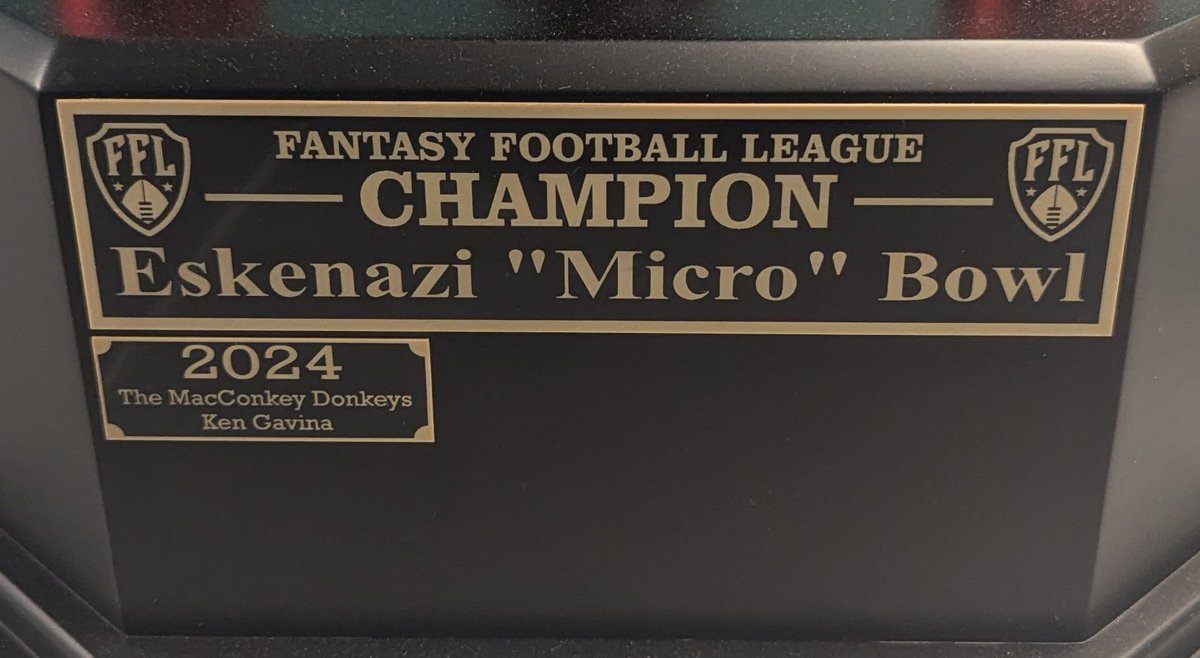 FFL
FANTASY FOOTBALL LEAGUE
FFL
CHAMPION
Eskenazi "Micro" Bowl
2024
The MacConkey Donkeys
Ken Gavina